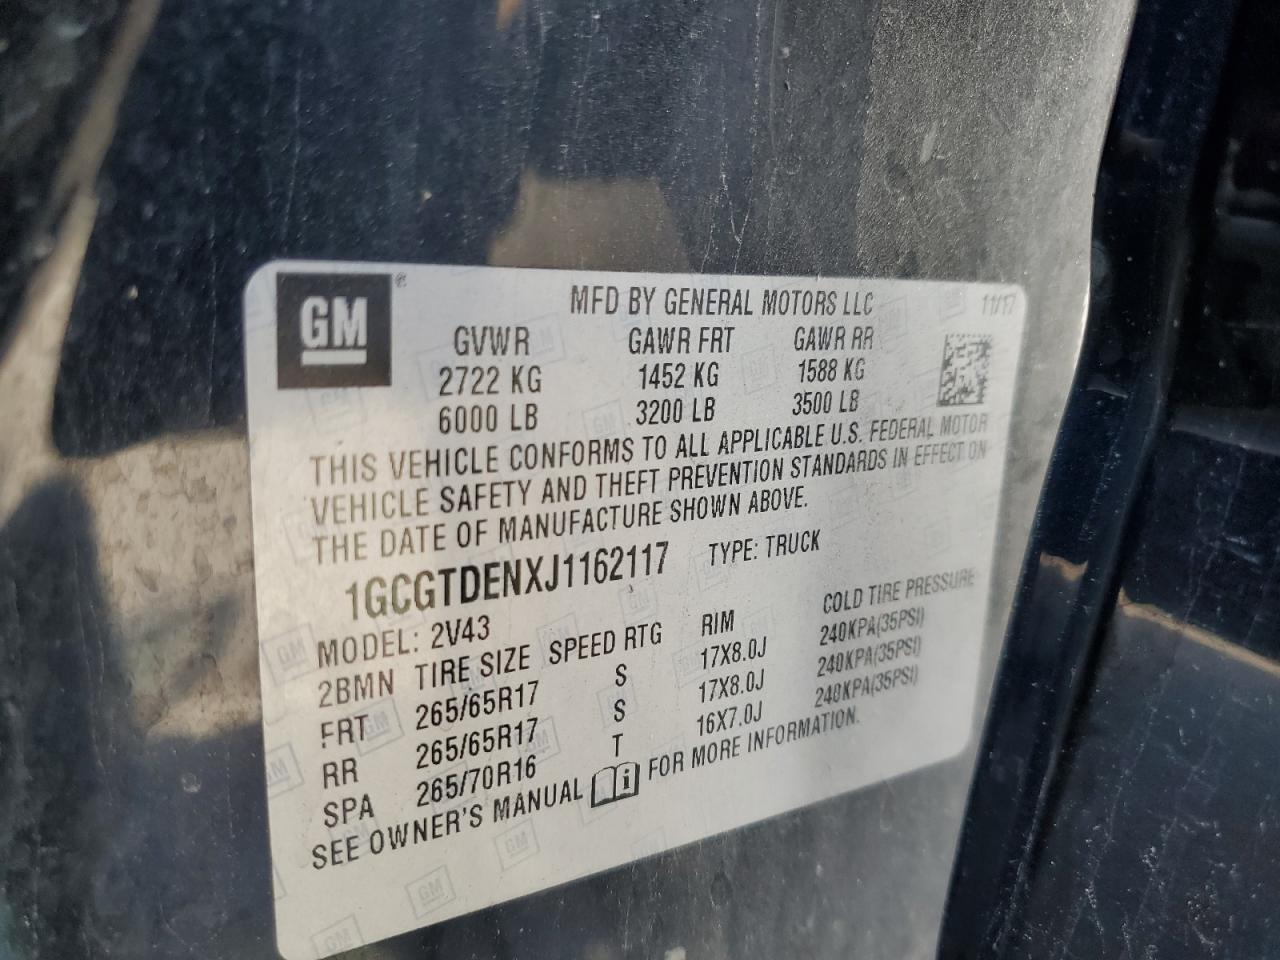 GM ®
MFD BY GENERAL MOTORS LLC 11/17
GVWR GAWR FRT GAWR RR
2722 KG 1452 KG 1588 KG
6000 LB 3200 LB 3500 LB
THIS VEHICLE CONFORMS TO ALL APPLICABLE U.S. FEDERAL MOTOR
VEHICLE SAFETY AND THEFT PREVENTION STANDARDS IN EFFECT ON
THE DATE OF MANUFACTURE SHOWN ABOVE.
1GCGTDENXJ1162117 TYPE: TRUCK
MODEL: 2V43
2BMN TIRE SIZE SPEED RTG RIM COLD TIRE PRESSURE
FRT 265/65R17 S 17X8.0J 240KPA(35PSI)
RR 265/65R17 S 17X8.0J 240KPA(35PSI)
SPA 265/70R16 T 16X7.0J 240KPA(35PSI)
SEE OWNER'S MANUAL i FOR MORE INFORMATION.